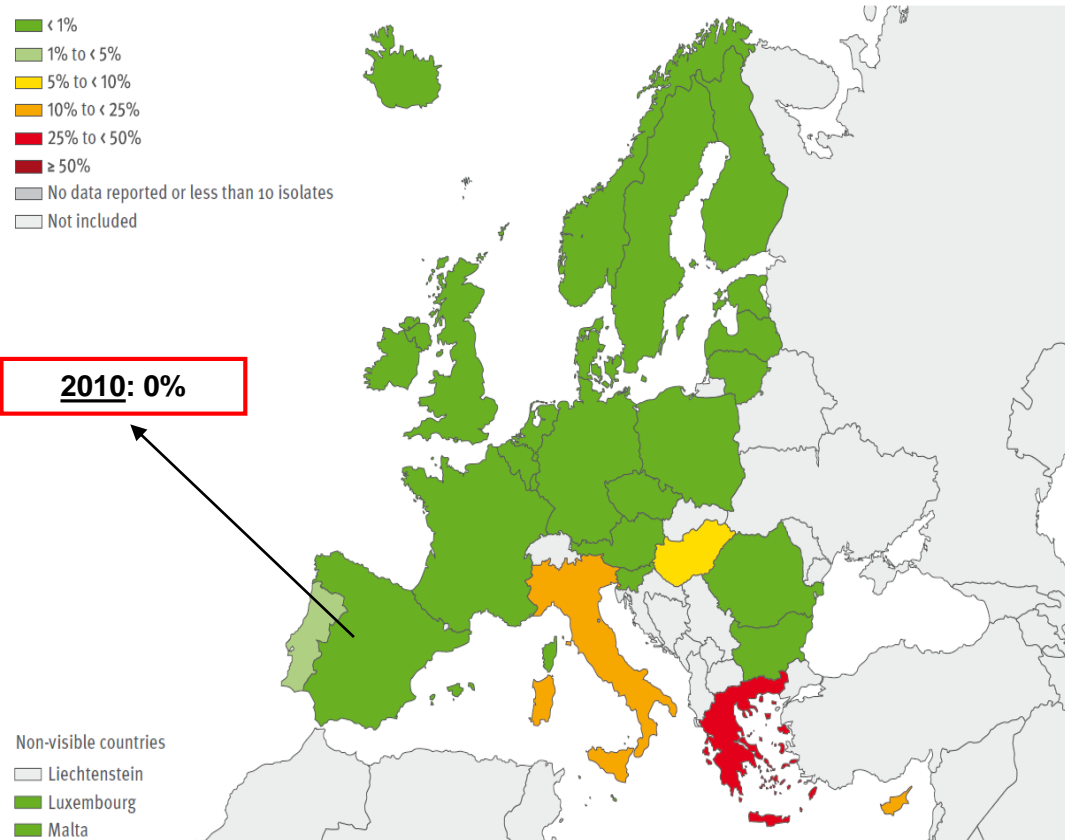 ‹ 1%
1% to ‹ 5%
5% to ‹ 10%
10% to ‹ 25%
25% to ‹ 50%
≥ 50%
No data reported or less than 10 isolates
Not included
2010: 0%
Non-visible countries
Liechtenstein
Luxembourg
Malta